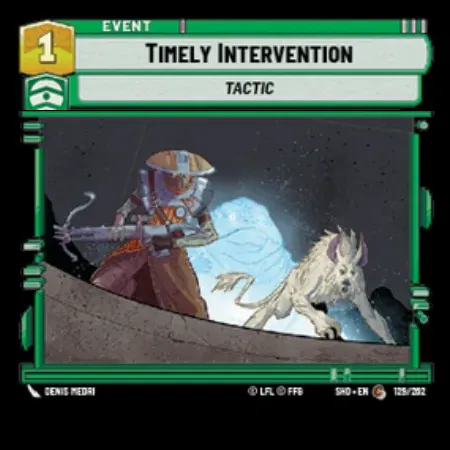 EVENT
1
TIMELY INTERVENTION
TACTIC
DENIS MEDRI
© LFL © FFG
SHD • EN
129/262